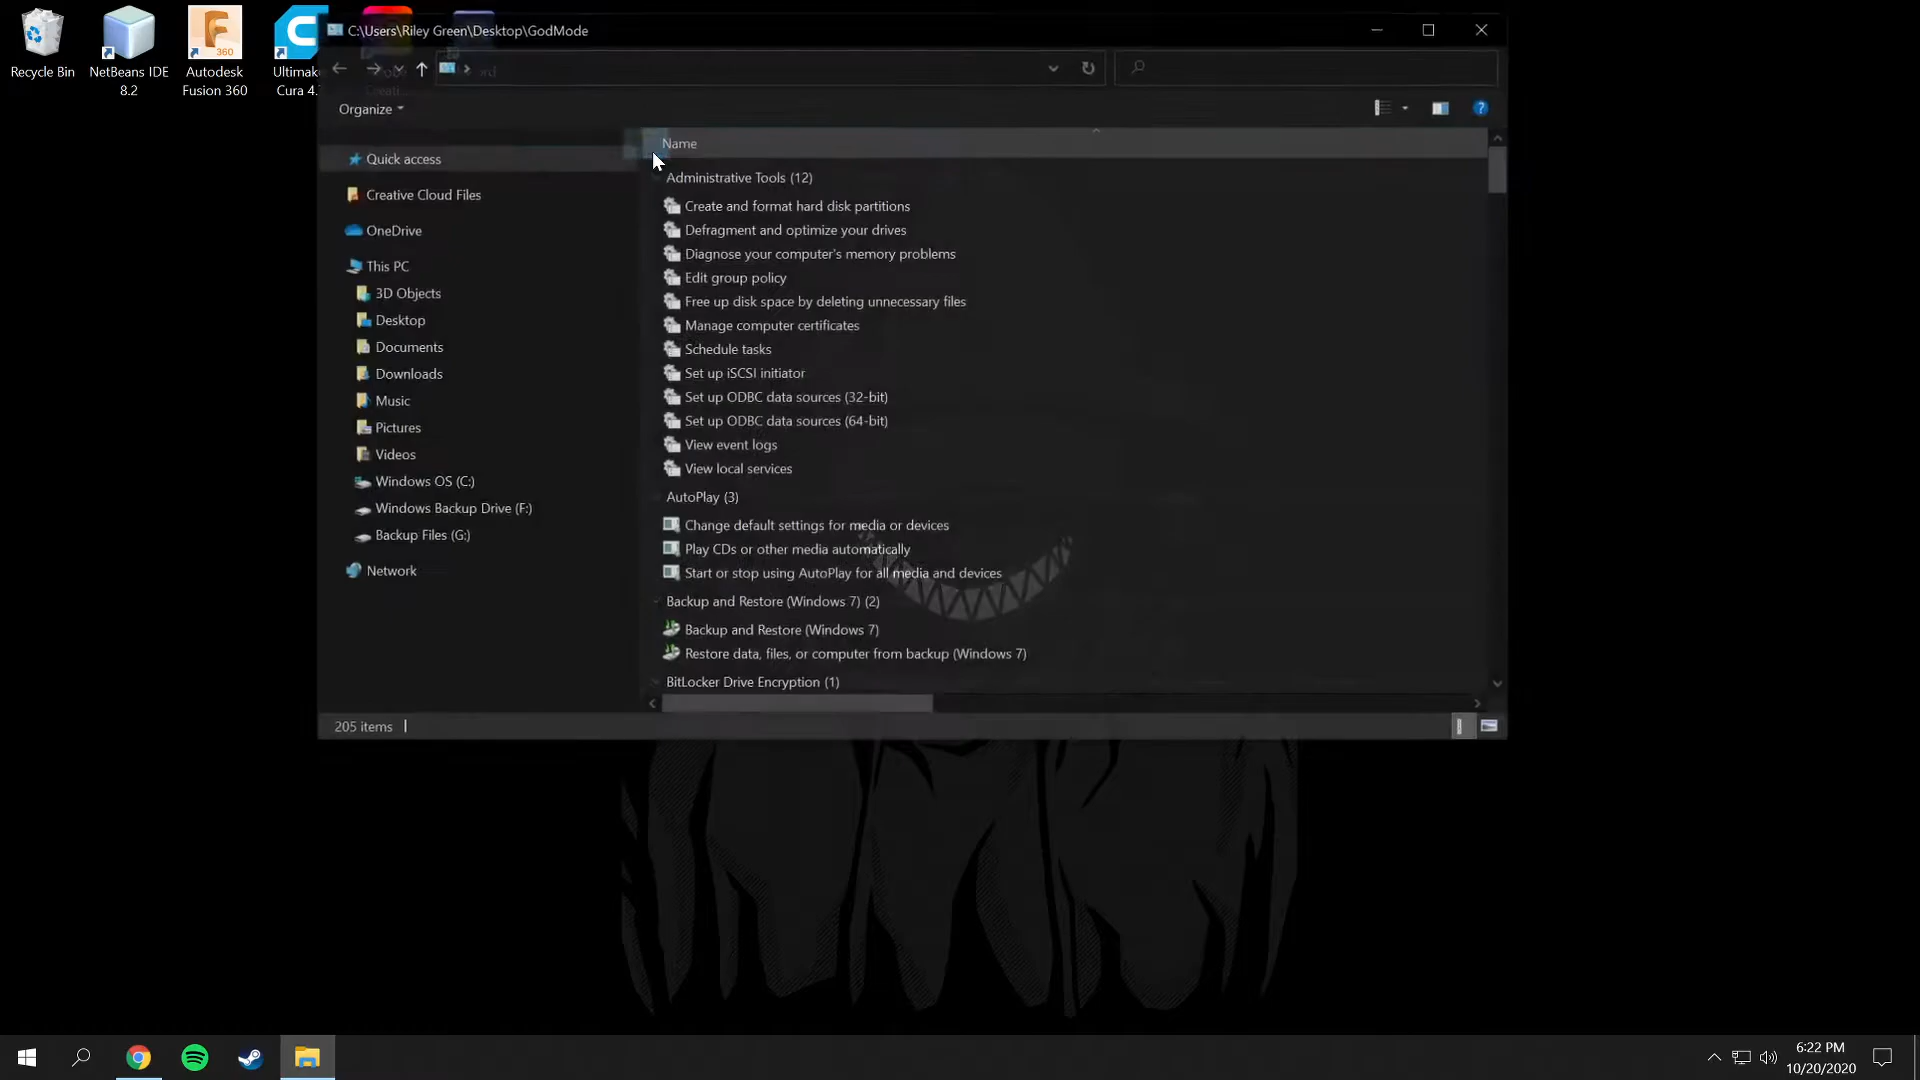 Recycle Bin
NetBeans IDE
8.2
Autodesk
Fusion 360
360
Cura 4.
C:\Users\Riley Green\Desktop\GodMode
Organize
Name
Quick access
Creative Cloud Files
OneDrive
This PC
3D Objects
Desktop
Documents
Downloads
Music
Pictures
Videos
Windows OS (C:)
Windows Backup Drive (F:)
Backup Files (G:)
Network
Administrative Tools (12)
Create and format hard disk partitions
Defragment and optimize your drives
Diagnose your computer's memory problems
Edit group policy
Free up disk space by deleting unnecessary files
Manage computer certificates
Schedule tasks
Set up iSCSI initiator
Set up ODBC data sources (32-bit)
Set up ODBC data sources (64-bit)
View event logs
View local services
AutoPlay (3)
Change default settings for media or devices
Play CDs or other media automatically
Start or stop using AutoPlay for all media and devices
Backup and Restore (Windows 7) (2)
Backup and Restore (Windows 7)
Restore data, files, or computer from backup (Windows 7)
BitLocker Drive Encryption (1)
205 items
6:22 PM
10/20/2020